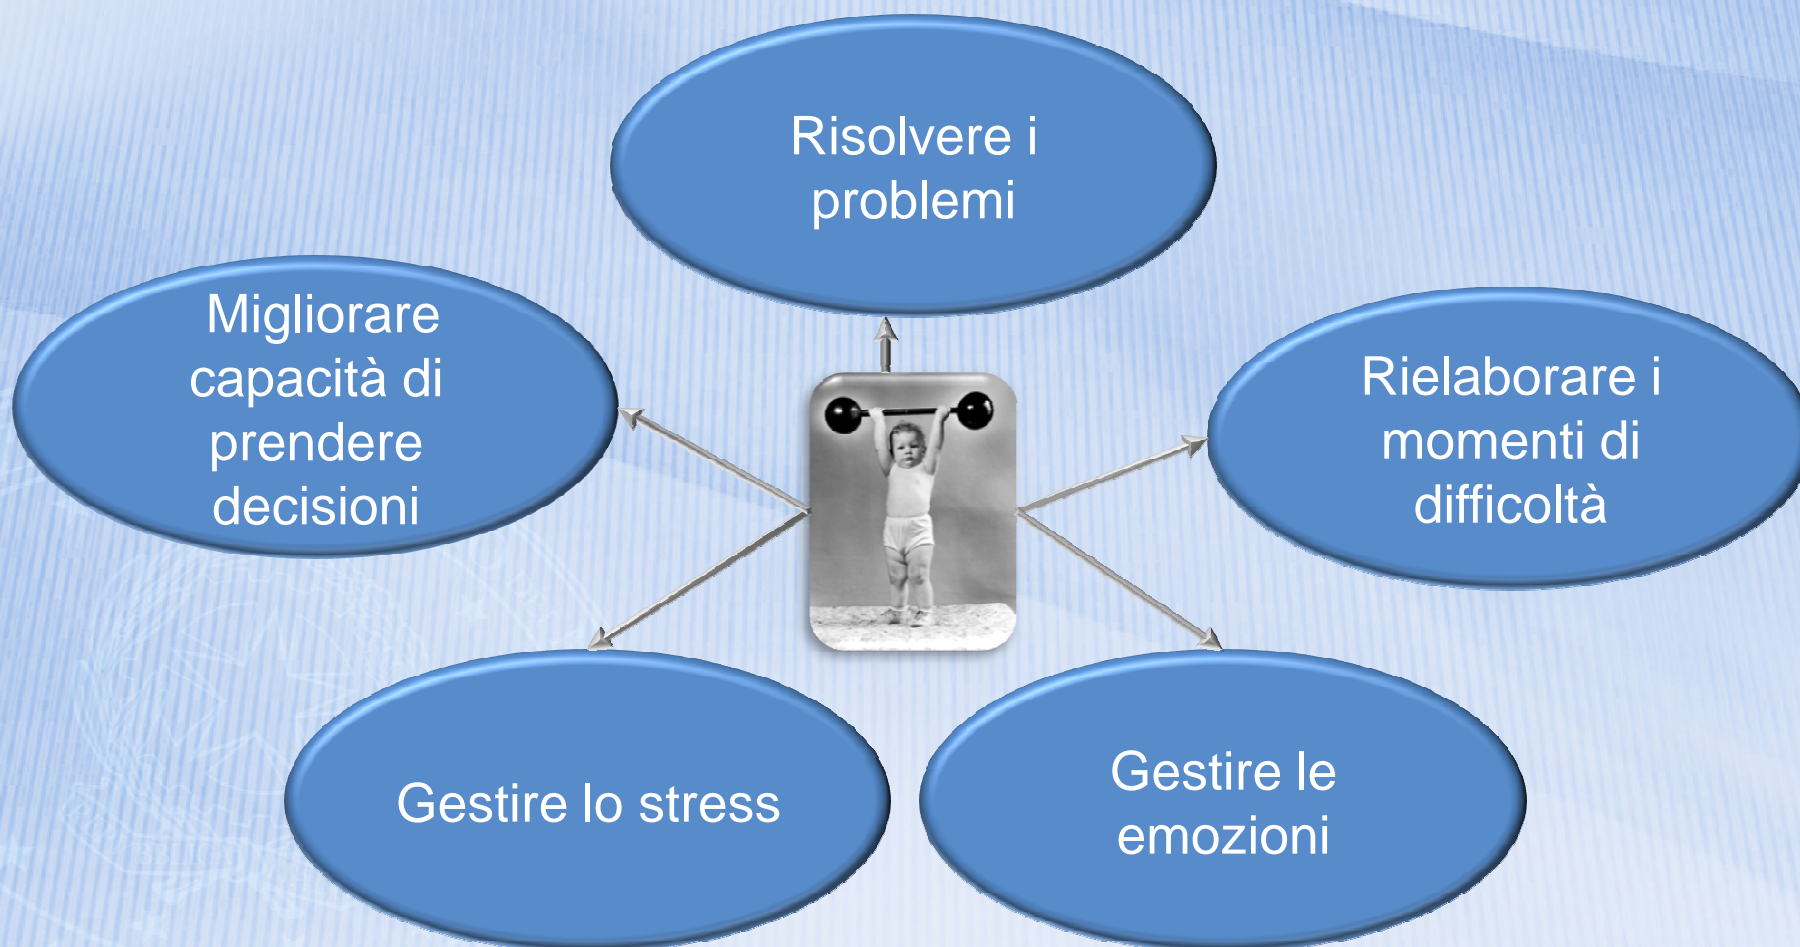 Risolvere i
problemi
Migliorare
capacità di
prendere
decisioni
Rielaborare i
momenti di
difficoltà
Gestire lo stress
Gestire le
emozioni